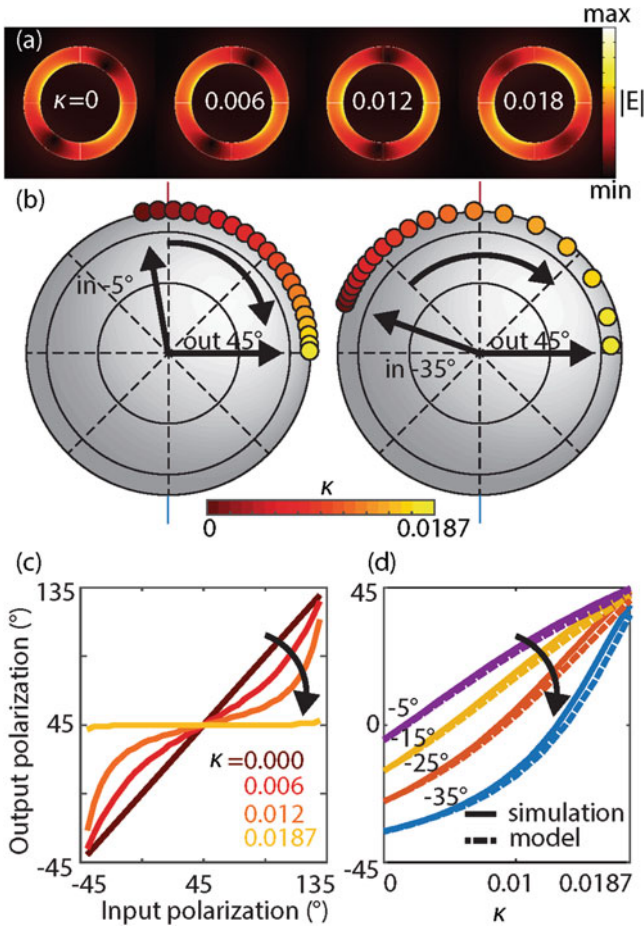 (a)
κ=0
0.006
0.012
0.018
max
|E|
min
(b)
in -5°
out 45°
in -35°
out 45°
κ
0
0.0187
(c)
Output polarization (°)
135
45
-45
κ=0.000
0.006
0.012
0.0187
-45
45
135
Input polarization (°)
(d)
45
0
-45
-5°
-15°
-25°
-35°
simulation
model
0
0.01
0.0187
κ